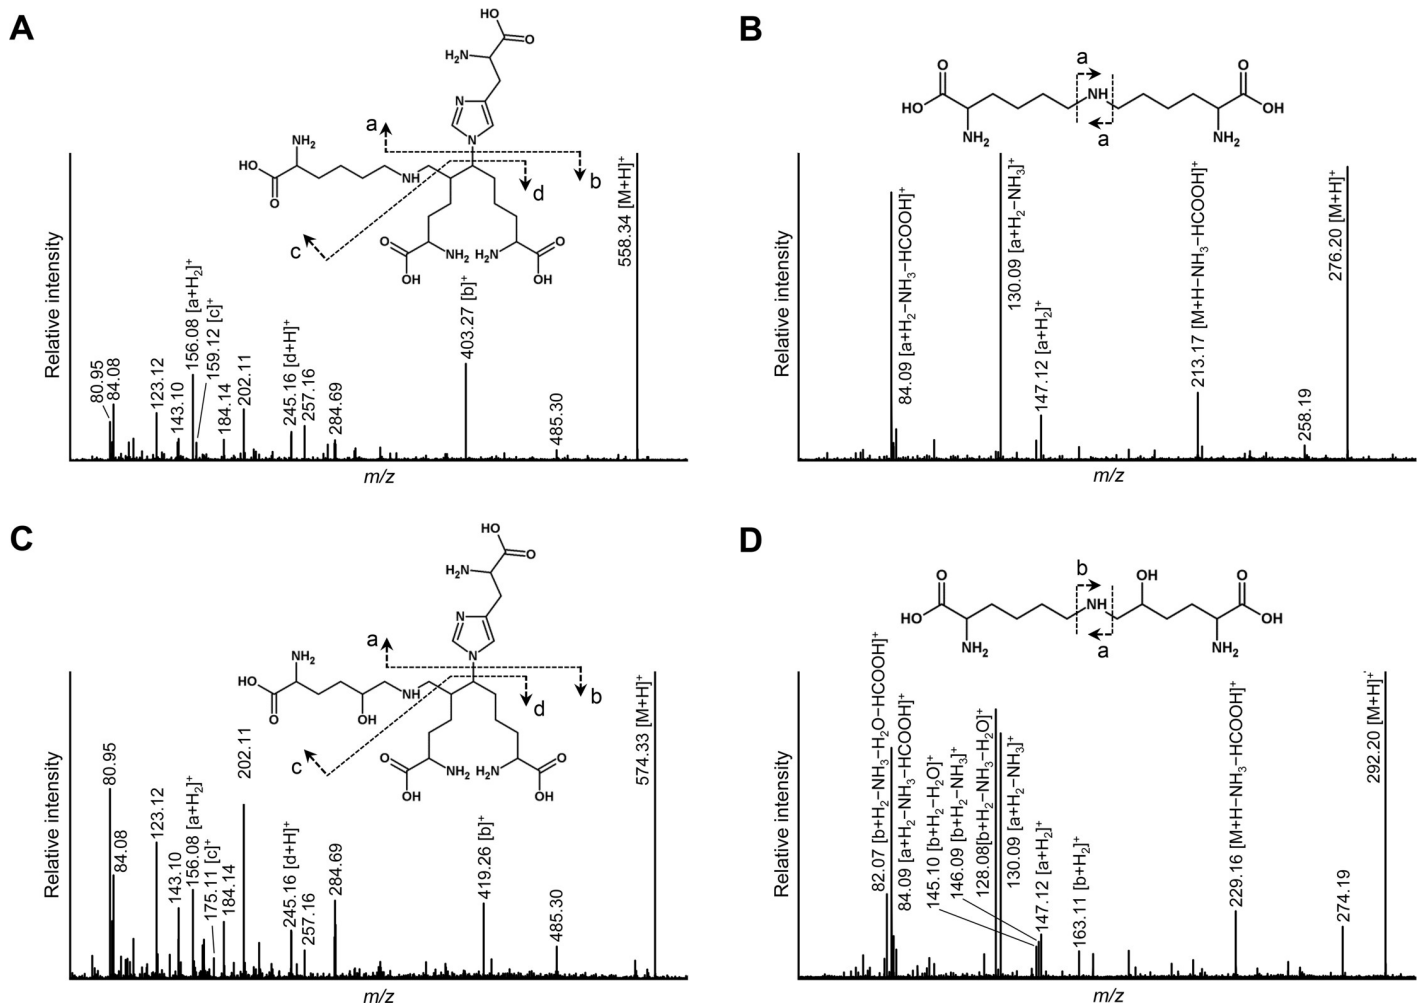 A
HO
O
H₂N
N
N
NH₂
HO
O
NH
a
b
c
d
O
OH
NH₂
H₂N
O
OH
Relative intensity
80.95
84.08
123.12
143.10
156.08 [a+H₂]⁺
159.12 [c]⁺
184.14
202.11
245.16 [d+H]⁺
257.16
284.69
403.27 [b]⁺
485.30
558.34 [M+H]⁺
m/z
B
O
HO
NH₂
a
NH
a
O
OH
NH₂
Relative intensity
84.09 [a+H₂−NH₃−HCOOH]⁺
130.09 [a+H₂−NH₃]⁺
147.12 [a+H₂]⁺
213.17 [M+H−NH₃−HCOOH]⁺
258.19
276.20 [M+H]⁺
m/z
C
HO
O
H₂N
N
N
NH₂
HO
O
OH
NH
a
b
c
d
O
OH
NH₂
H₂N
O
OH
Relative intensity
80.95
84.08
123.12
143.10
156.08 [a+H₂]⁺
175.11 [c]⁺
184.14
202.11
245.16 [d+H]⁺
257.16
284.69
419.26 [b]⁺
485.30
574.33 [M+H]⁺
m/z
D
O
HO
NH₂
b
NH
a
OH
O
OH
NH₂
Relative intensity
82.07 [b+H₂−NH₃−H₂O−HCOOH]⁺
84.09 [a+H₂−NH₃−HCOOH]⁺
145.10 [b+H₂-H₂O]⁺
146.09 [b+H₂−NH₃]⁺
128.08[b+H₂−NH₃-H₂O]⁺
130.09 [a+H₂−NH₃]⁺
147.12 [a+H₂]⁺
163.11 [b+H₂]⁺
229.16 [M+H−NH₃−HCOOH]⁺
274.19
292.20 [M+H]⁺
m/z